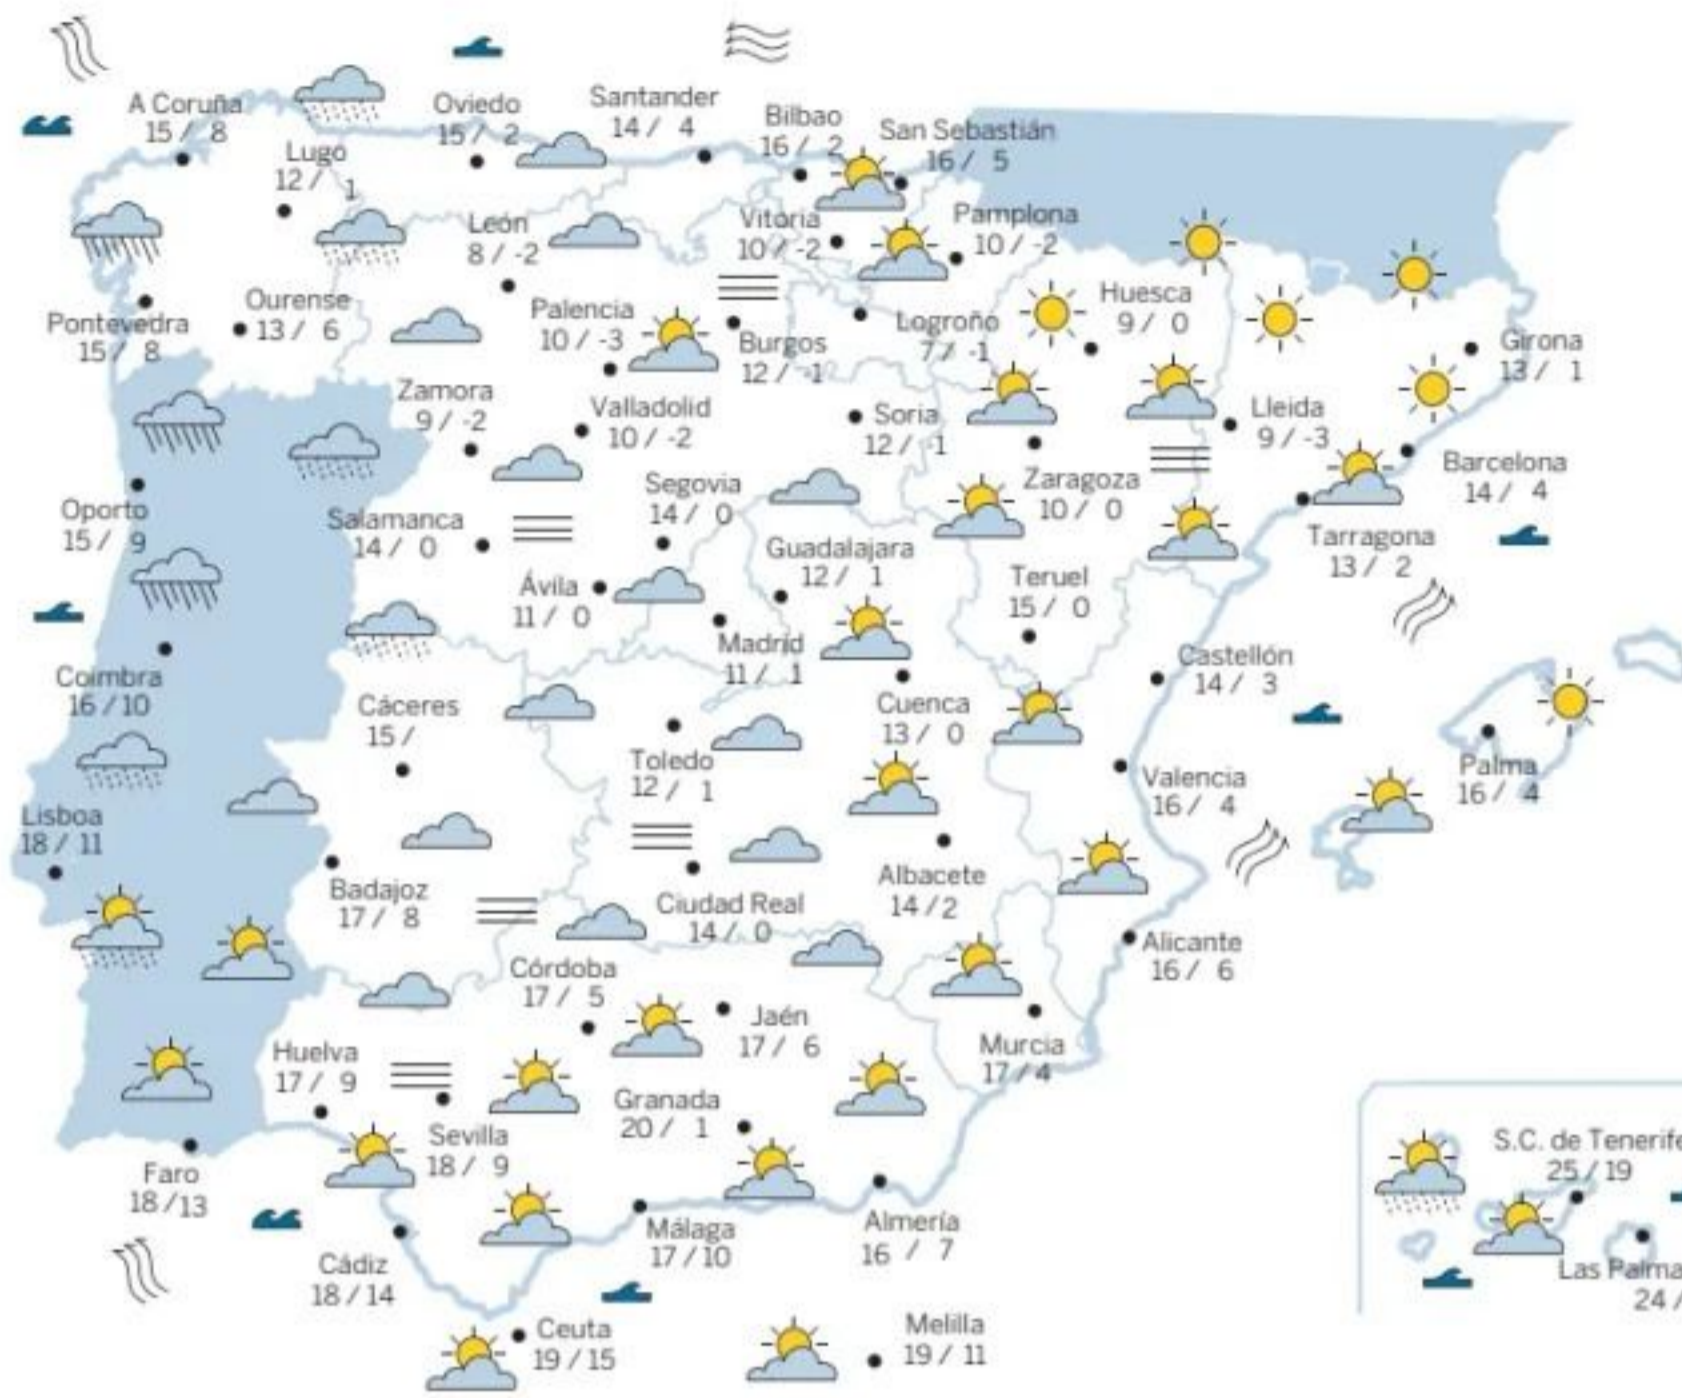 A Coruña
15 / 8
Oviedo
15 / 2
Santander
14 / 4
Bilbao
16 / 2
San Sebastián
16 / 5
Lugo
12 / 1
León
8 / -2
Vitoria
10 / -2
Pamplona
10 / -2
Pontevedra
15 / 8
Ourense
13 / 6
Palencia
10 / -3
Burgos
12 / -1
Logroño
7 / -1
Huesca
9 / 0
Girona
13 / 1
Zamora
9 / -2
Valladolid
10 / -2
Soria
12 / -1
Lleida
9 / -3
Zaragoza
10 / 0
Barcelona
14 / 4
Oporto
15 / 9
Salamanca
14 / 0
Segovia
14 / 0
Guadalajara
12 / 1
Tarragona
13 / 2
Ávila
11 / 0
Teruel
15 / 0
Madrid
11 / 1
Coimbra
16 / 10
Cáceres
15 /
Cuenca
13 / 0
Castellón
14 / 3
Toledo
12 / 1
Valencia
16 / 4
Palma
16 / 4
Lisboa
18 / 11
Badajoz
17 / 8
Ciudad Real
14 / 0
Albacete
14 / 2
Alicante
16 / 6
Córdoba
17 / 5
Jaén
17 / 6
Murcia
17 / 4
Huelva
17 / 9
Granada
20 / 1
Sevilla
18 / 9
Faro
18 / 13
S.C. de Tenerife
25 / 19
Cádiz
18 / 14
Málaga
17 / 10
Almería
16 / 7
Las Palma
24 /
Ceuta
19 / 15
Melilla
19 / 11